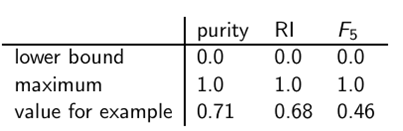 purity RI F5
lower bound 0.0 0.0 0.0
maximum 1.0 1.0 1.0
value for example 0.71 0.68 0.46